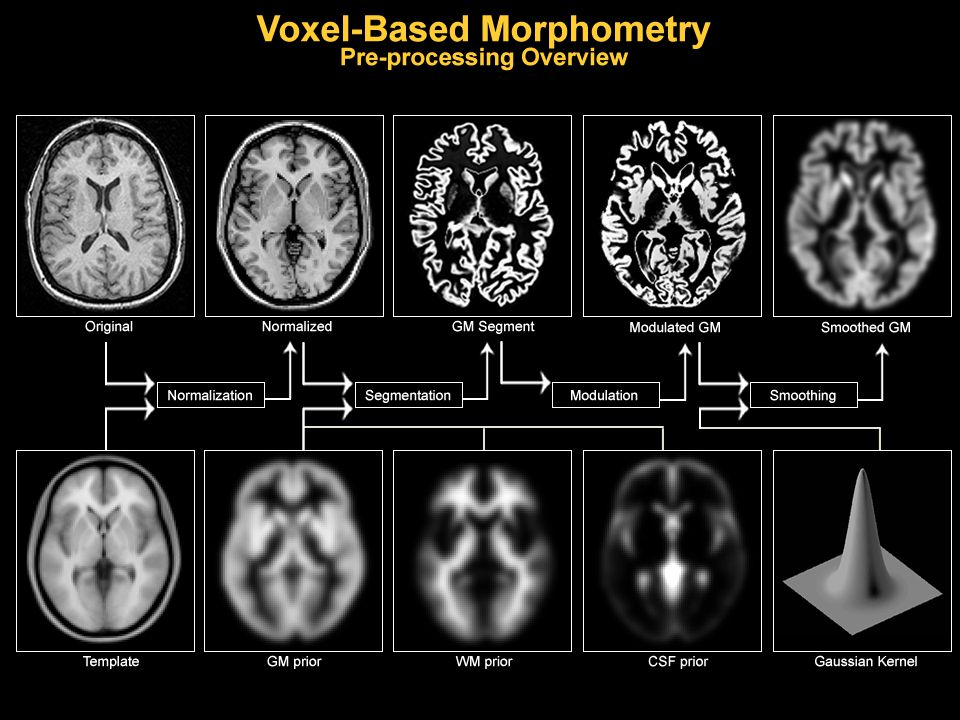 Voxel-Based Morphometry
Pre-processing Overview
Original
Normalized
GM Segment
Modulated GM
Smoothed GM
Normalization
Segmentation
Modulation
Smoothing
Template
GM prior
WM prior
CSF prior
Gaussian Kernel